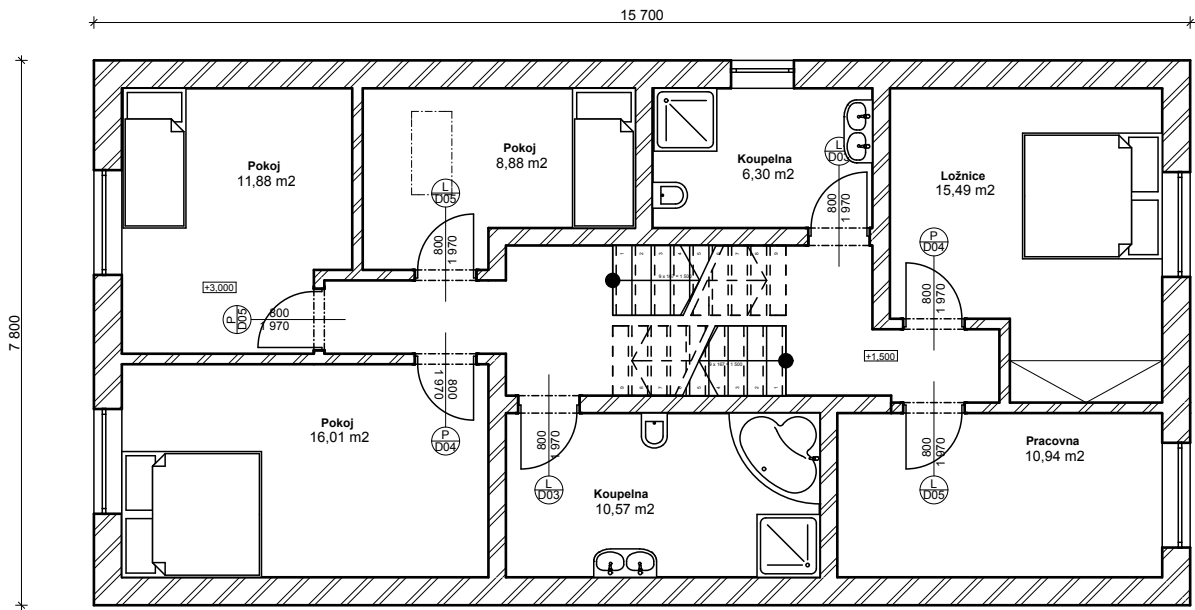 15 700
7 800
Pokoj
11,88 m2
Pokoj
8,88 m2
Koupelna
6,30 m2
Ložnice
15,49 m2
L
D05
800
1 970
L
D03
800
1 970
P
D04
800
1 970
+3,000
P
D05
800
1 970
+1,500
Pokoj
16,01 m2
800
1 970
P
D04
800
1 970
L
D03
Koupelna
10,57 m2
800
1 970
L
D05
Pracovna
10,94 m2